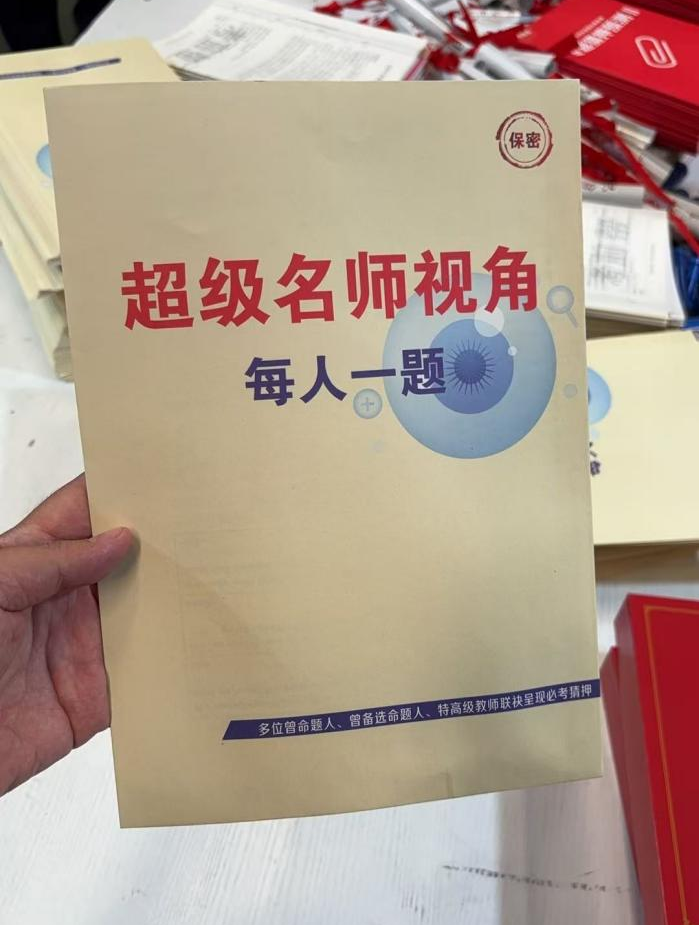 保密
超级名师视角
每人一题
多位曾命题人、曾备选命题人、特高级教师联袂呈现必考猜押